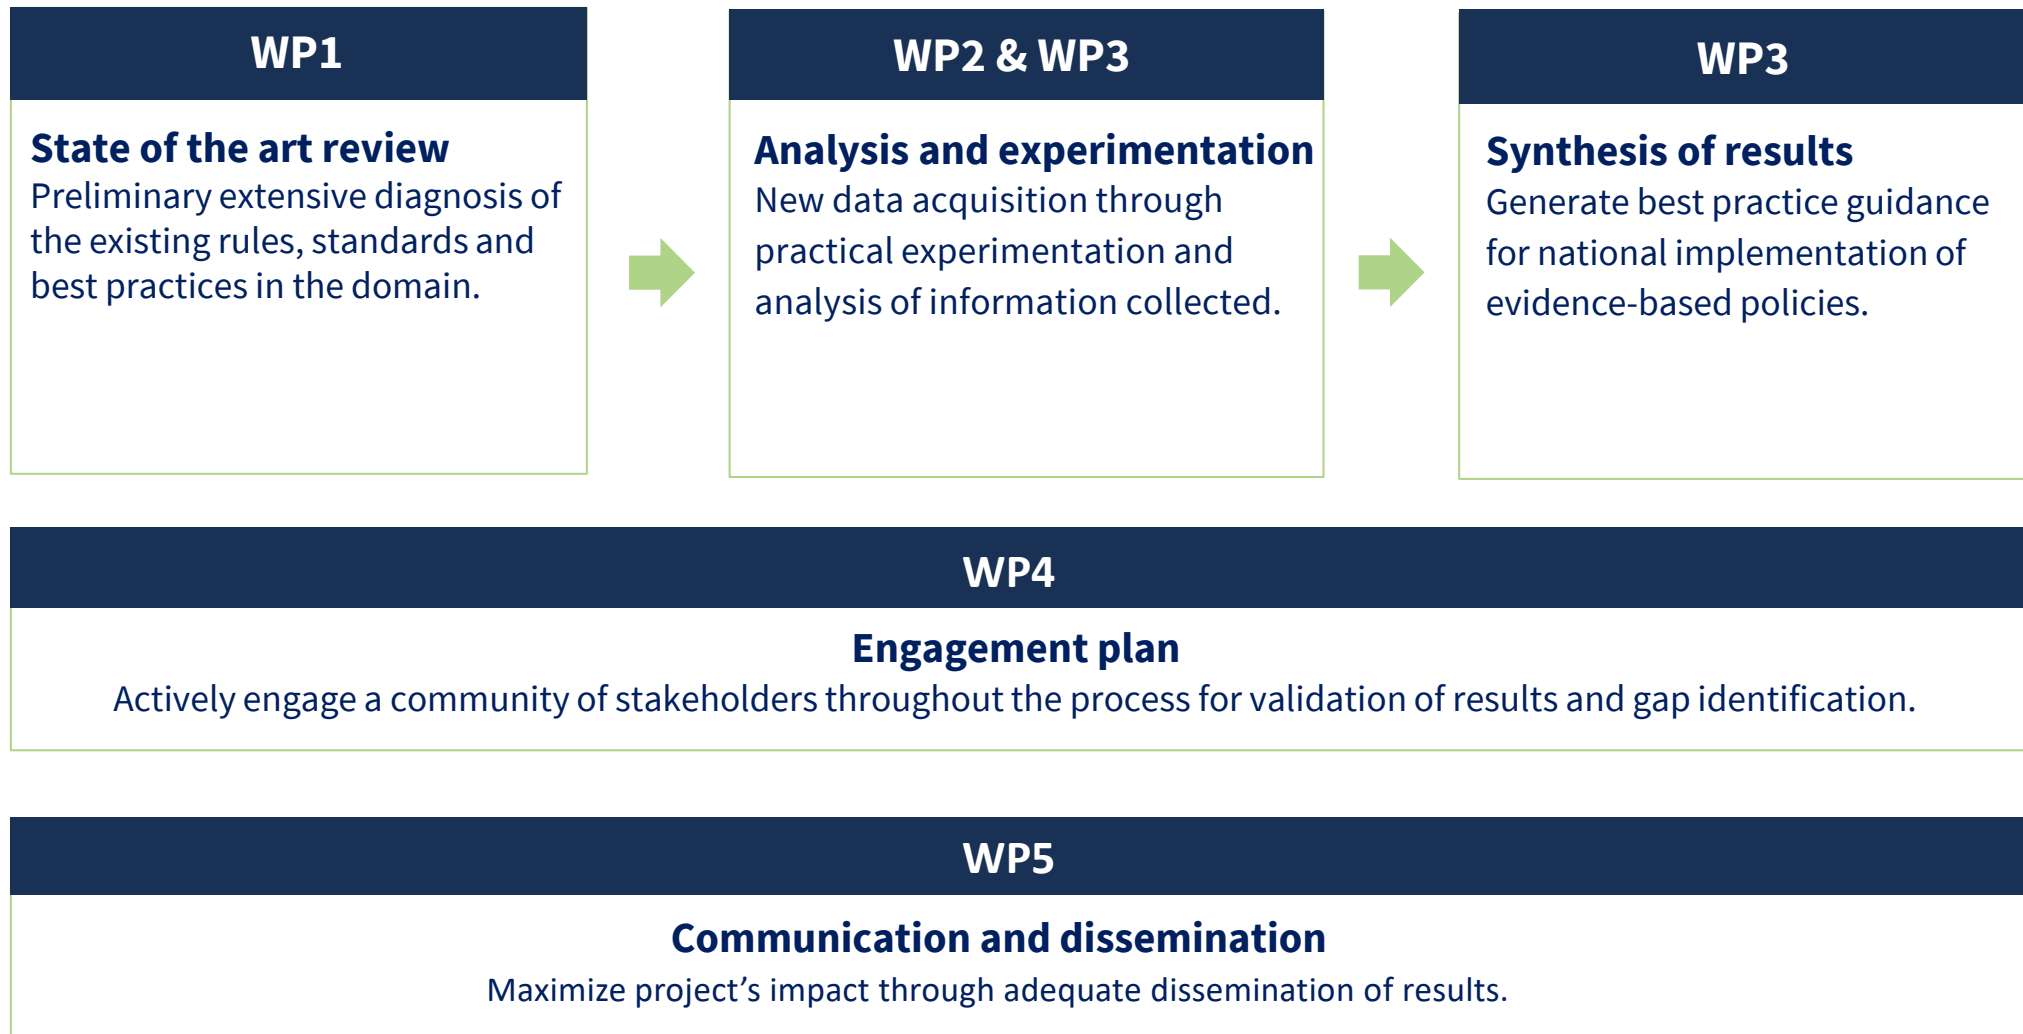 WP1
State of the art review
Preliminary extensive diagnosis of
the existing rules, standards and
best practices in the domain.
WP2 & WP3
Analysis and experimentation
New data acquisition through
practical experimentation and
analysis of information collected.
WP3
Synthesis of results
Generate best practice guidance
for national implementation of
evidence-based policies.
WP4
Engagement plan
Actively engage a community of stakeholders throughout the process for validation of results and gap identification.
WP5
Communication and dissemination
Maximize project’s impact through adequate dissemination of results.